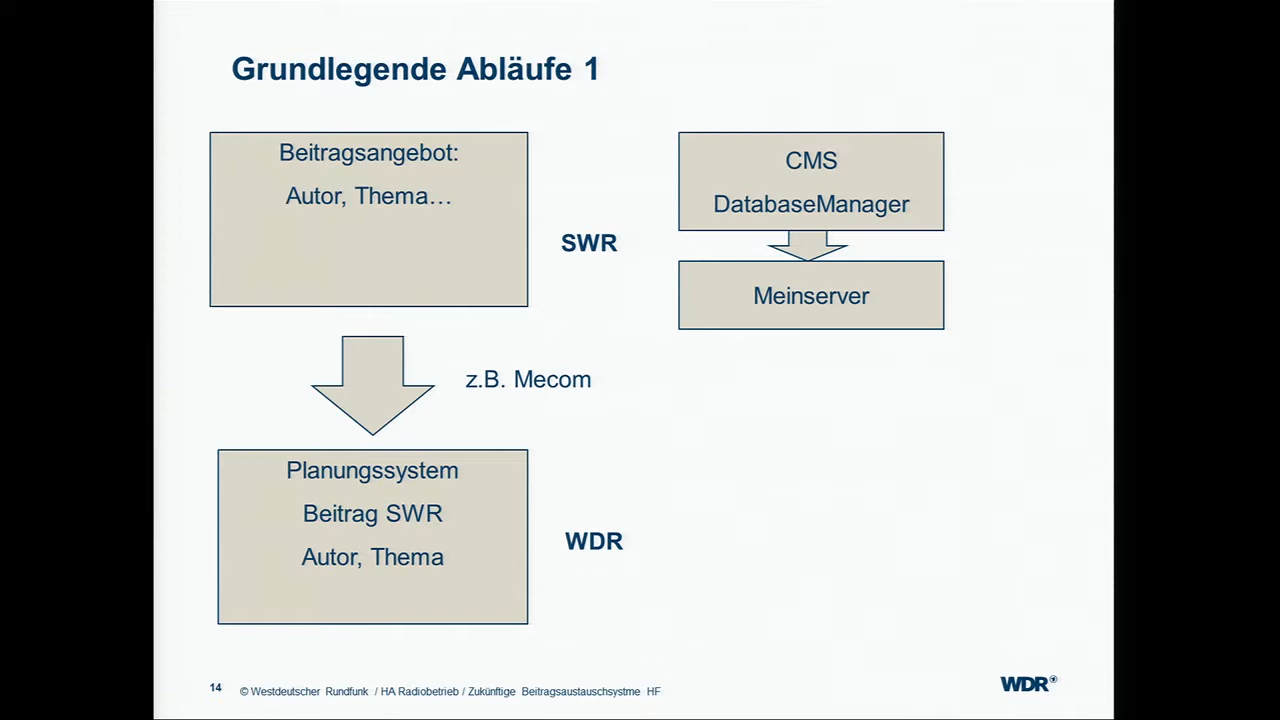 Grundlegende Abläufe 1
Beitragsangebot:
Autor, Thema…
SWR
CMS
DatabaseManager
Meinserver
z.B. Mecom
Planungssystem
Beitrag SWR
Autor, Thema
WDR
14
© Westdeutscher Rundfunk / HA Radiobetrieb / Zukünftige Beitragsaustauschsystme HF
WDR